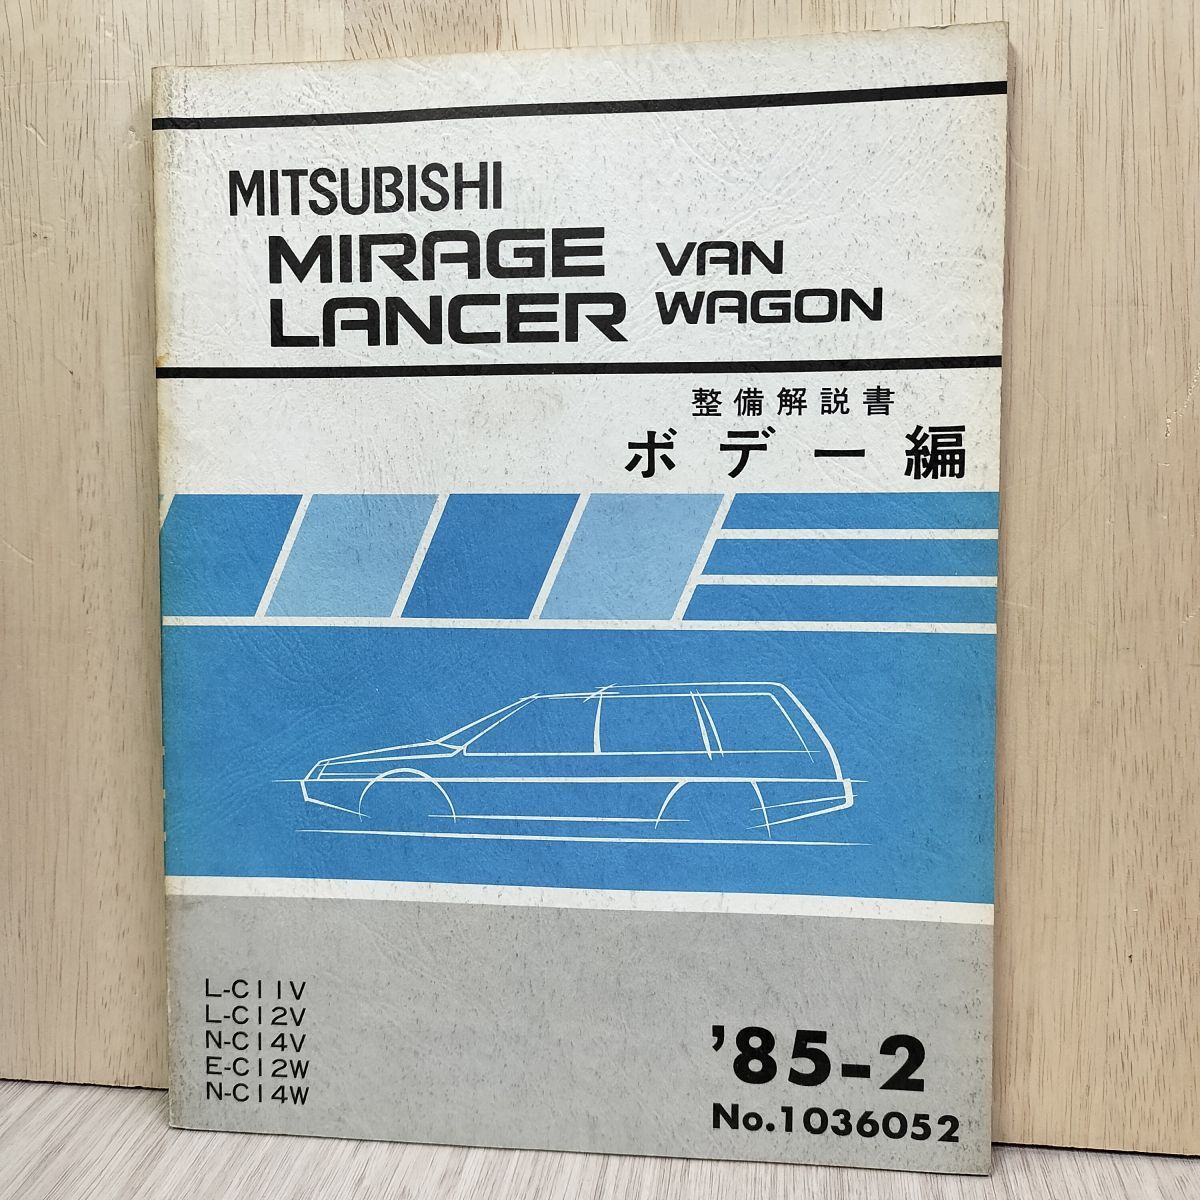 MITSUBISHI
MIRAGE VAN
LANCER WAGON
整備解説書
ボデー編
L-C11V
L-C12V
N-C14V
E-C12W
N-C14W
'85-2
No.1036052